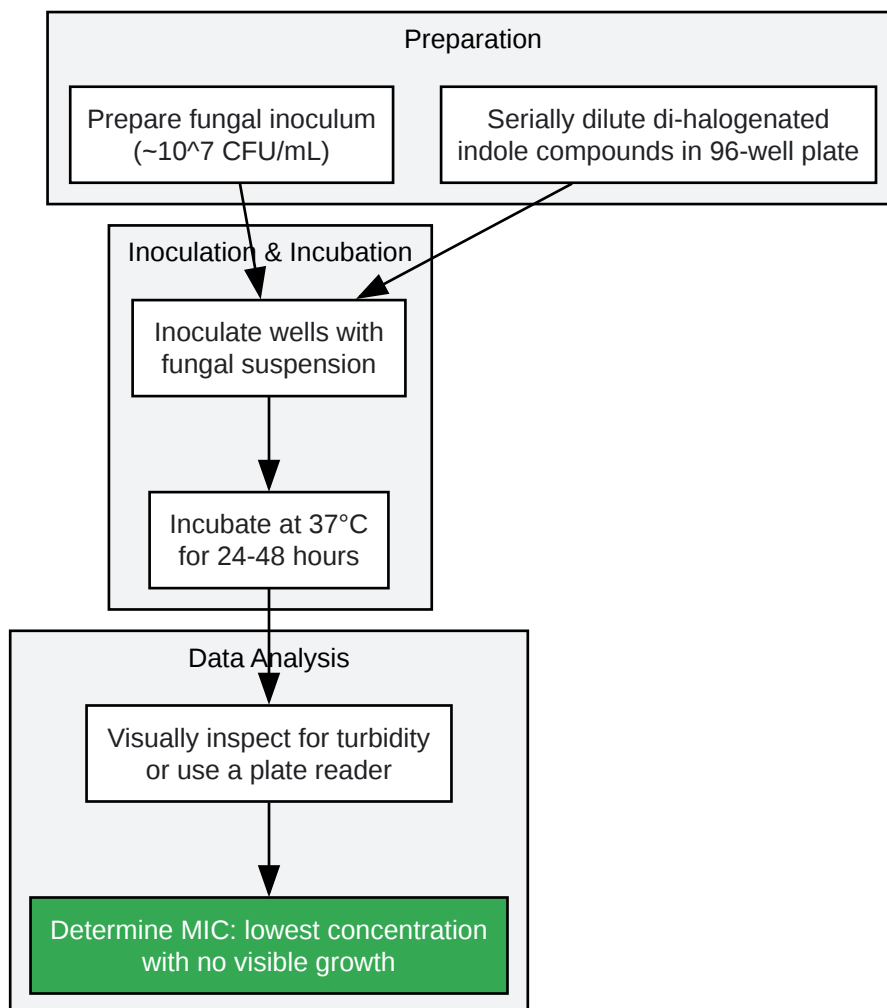 Preparation
Prepare fungal inoculum
(~10^7 CFU/mL)
Serially dilute di-halogenated
indole compounds in 96-well plate
Inoculation & Incubation
Inoculate wells with
fungal suspension
Incubate at 37°C
for 24-48 hours
Data Analysis
Visually inspect for turbidity
or use a plate reader
Determine MIC: lowest concentration
with no visible growth